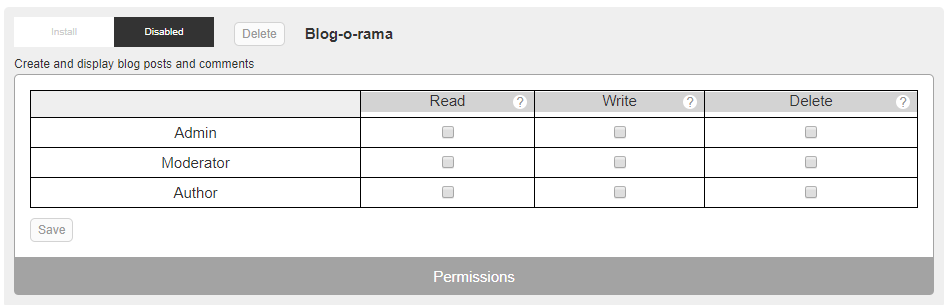 Install Disabled Delete Blog-o-rama
Create and display blog posts and comments
Read ? Write ? Delete ?
Admin
Moderator
Author
Save
Permissions